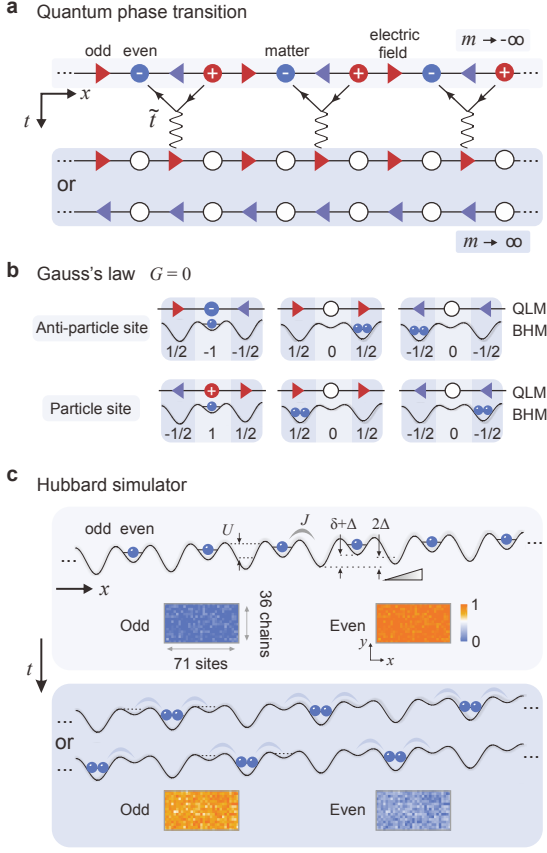 a Quantum phase transition
odd even matter electric field m → -∞
... - + - + - + ...
x
t
t̃
...
or
...
m → ∞
b Gauss's law G = 0
Anti-particle site
- QLM
BHM
1/2 -1 -1/2 1/2 0 1/2 -1/2 0 -1/2
Particle site
+ QLM
BHM
-1/2 1 1/2 1/2 0 1/2 -1/2 0 -1/2
c Hubbard simulator
odd even U J δ+Δ 2Δ
... ...
x
Odd 36 chains Even 1 0
71 sites y x
t
... ...
or
... ...
Odd Even